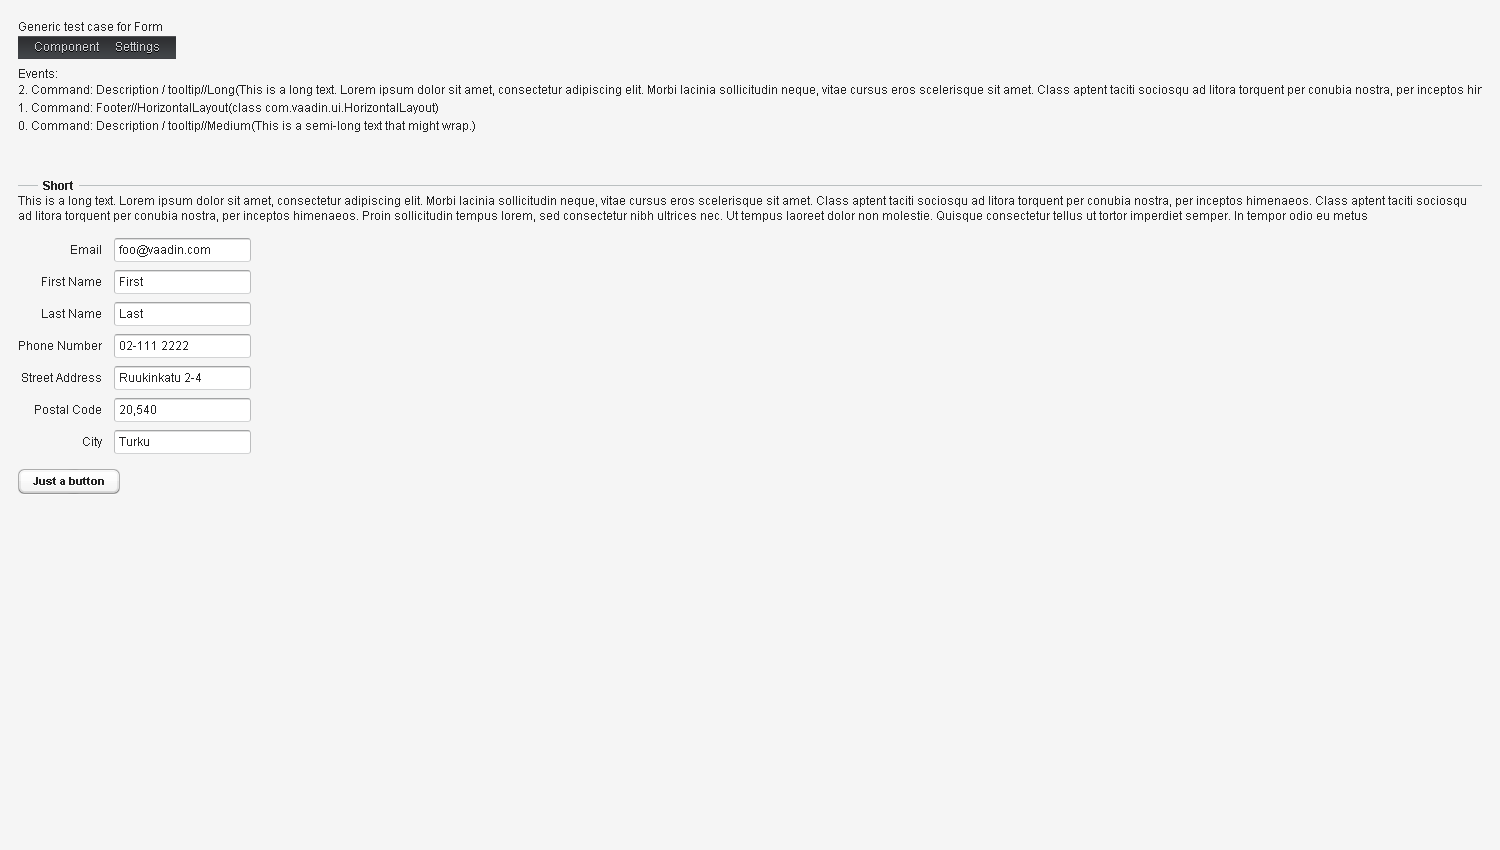 Generic test case for Form
Component Settings
Events:
2. Command: Description / tooltip//Long(This is a long text. Lorem ipsum dolor sit amet, consectetur adipiscing elit. Morbi lacinia sollicitudin neque, vitae cursus eros scelerisque sit amet. Class aptent taciti sociosqu ad litora torquent per conubia nostra, per inceptos hir
1. Command: Footer//HorizontalLayout(class com.vaadin.ui.HorizontalLayout)
0. Command: Description / tooltip//Medium(This is a semi-long text that might wrap.)
Short
This is a long text. Lorem ipsum dolor sit amet, consectetur adipiscing elit. Morbi lacinia sollicitudin neque, vitae cursus eros scelerisque sit amet. Class aptent taciti sociosqu ad litora torquent per conubia nostra, per inceptos himenaeos. Class aptent taciti sociosqu
ad litora torquent per conubia nostra, per inceptos himenaeos. Proin sollicitudin tempus lorem, sed consectetur nibh ultrices nec. Ut tempus laoreet dolor non molestie. Quisque consectetur tellus ut tortor imperdiet semper. In tempor odio eu metus
Email foo@vaadin.com
First Name First
Last Name Last
Phone Number 02-111 2222
Street Address Ruukinkatu 2-4
Postal Code 20,540
City Turku
Just a button